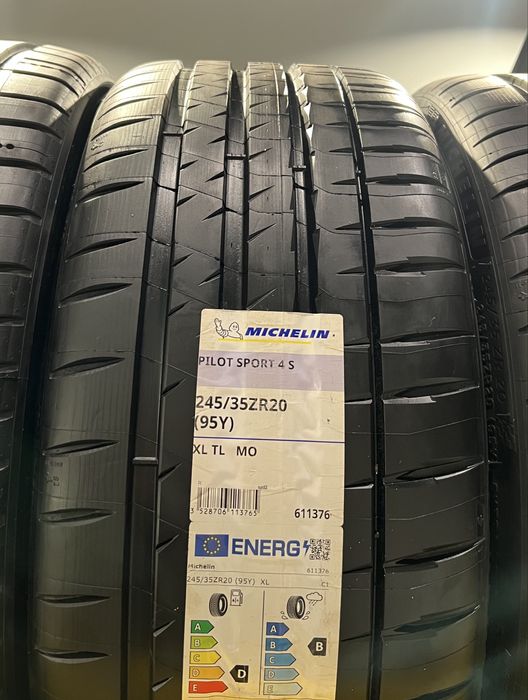 MICHELIN
PILOT SPORT 4 S
245/35ZR20
(95Y)
XL TL MO
3 528706 113765
611376
ENERG
Michelin
611376
245/35ZR20 (95Y) XL
C1
A
B
C
D
E
D
A
B
C
D
B